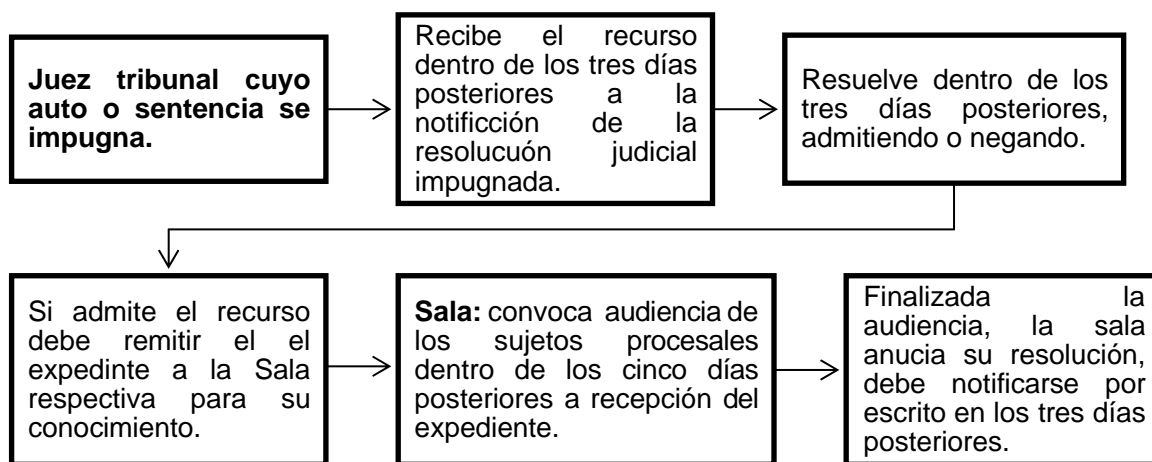 Juez tribunal cuyo
auto o sentencia se
impugna.
Recibe el recurso
dentro de los tres días
posteriores a la
notificción de la
resolucuón judicial
impugnada.
Resuelve dentro de los
tres días posteriores,
admitiendo o negando.
Si admite el recurso
debe remitir el el
expedinte a la Sala
respectiva para su
conocimiento.
Sala: convoca audiencia de
los sujetos procesales
dentro de los cinco días
posteriores a recepción del
expediente.
Finalizada la
audiencia, la sala
anucia su resolución,
debe notificarse por
escrito en los tres días
posteriores.